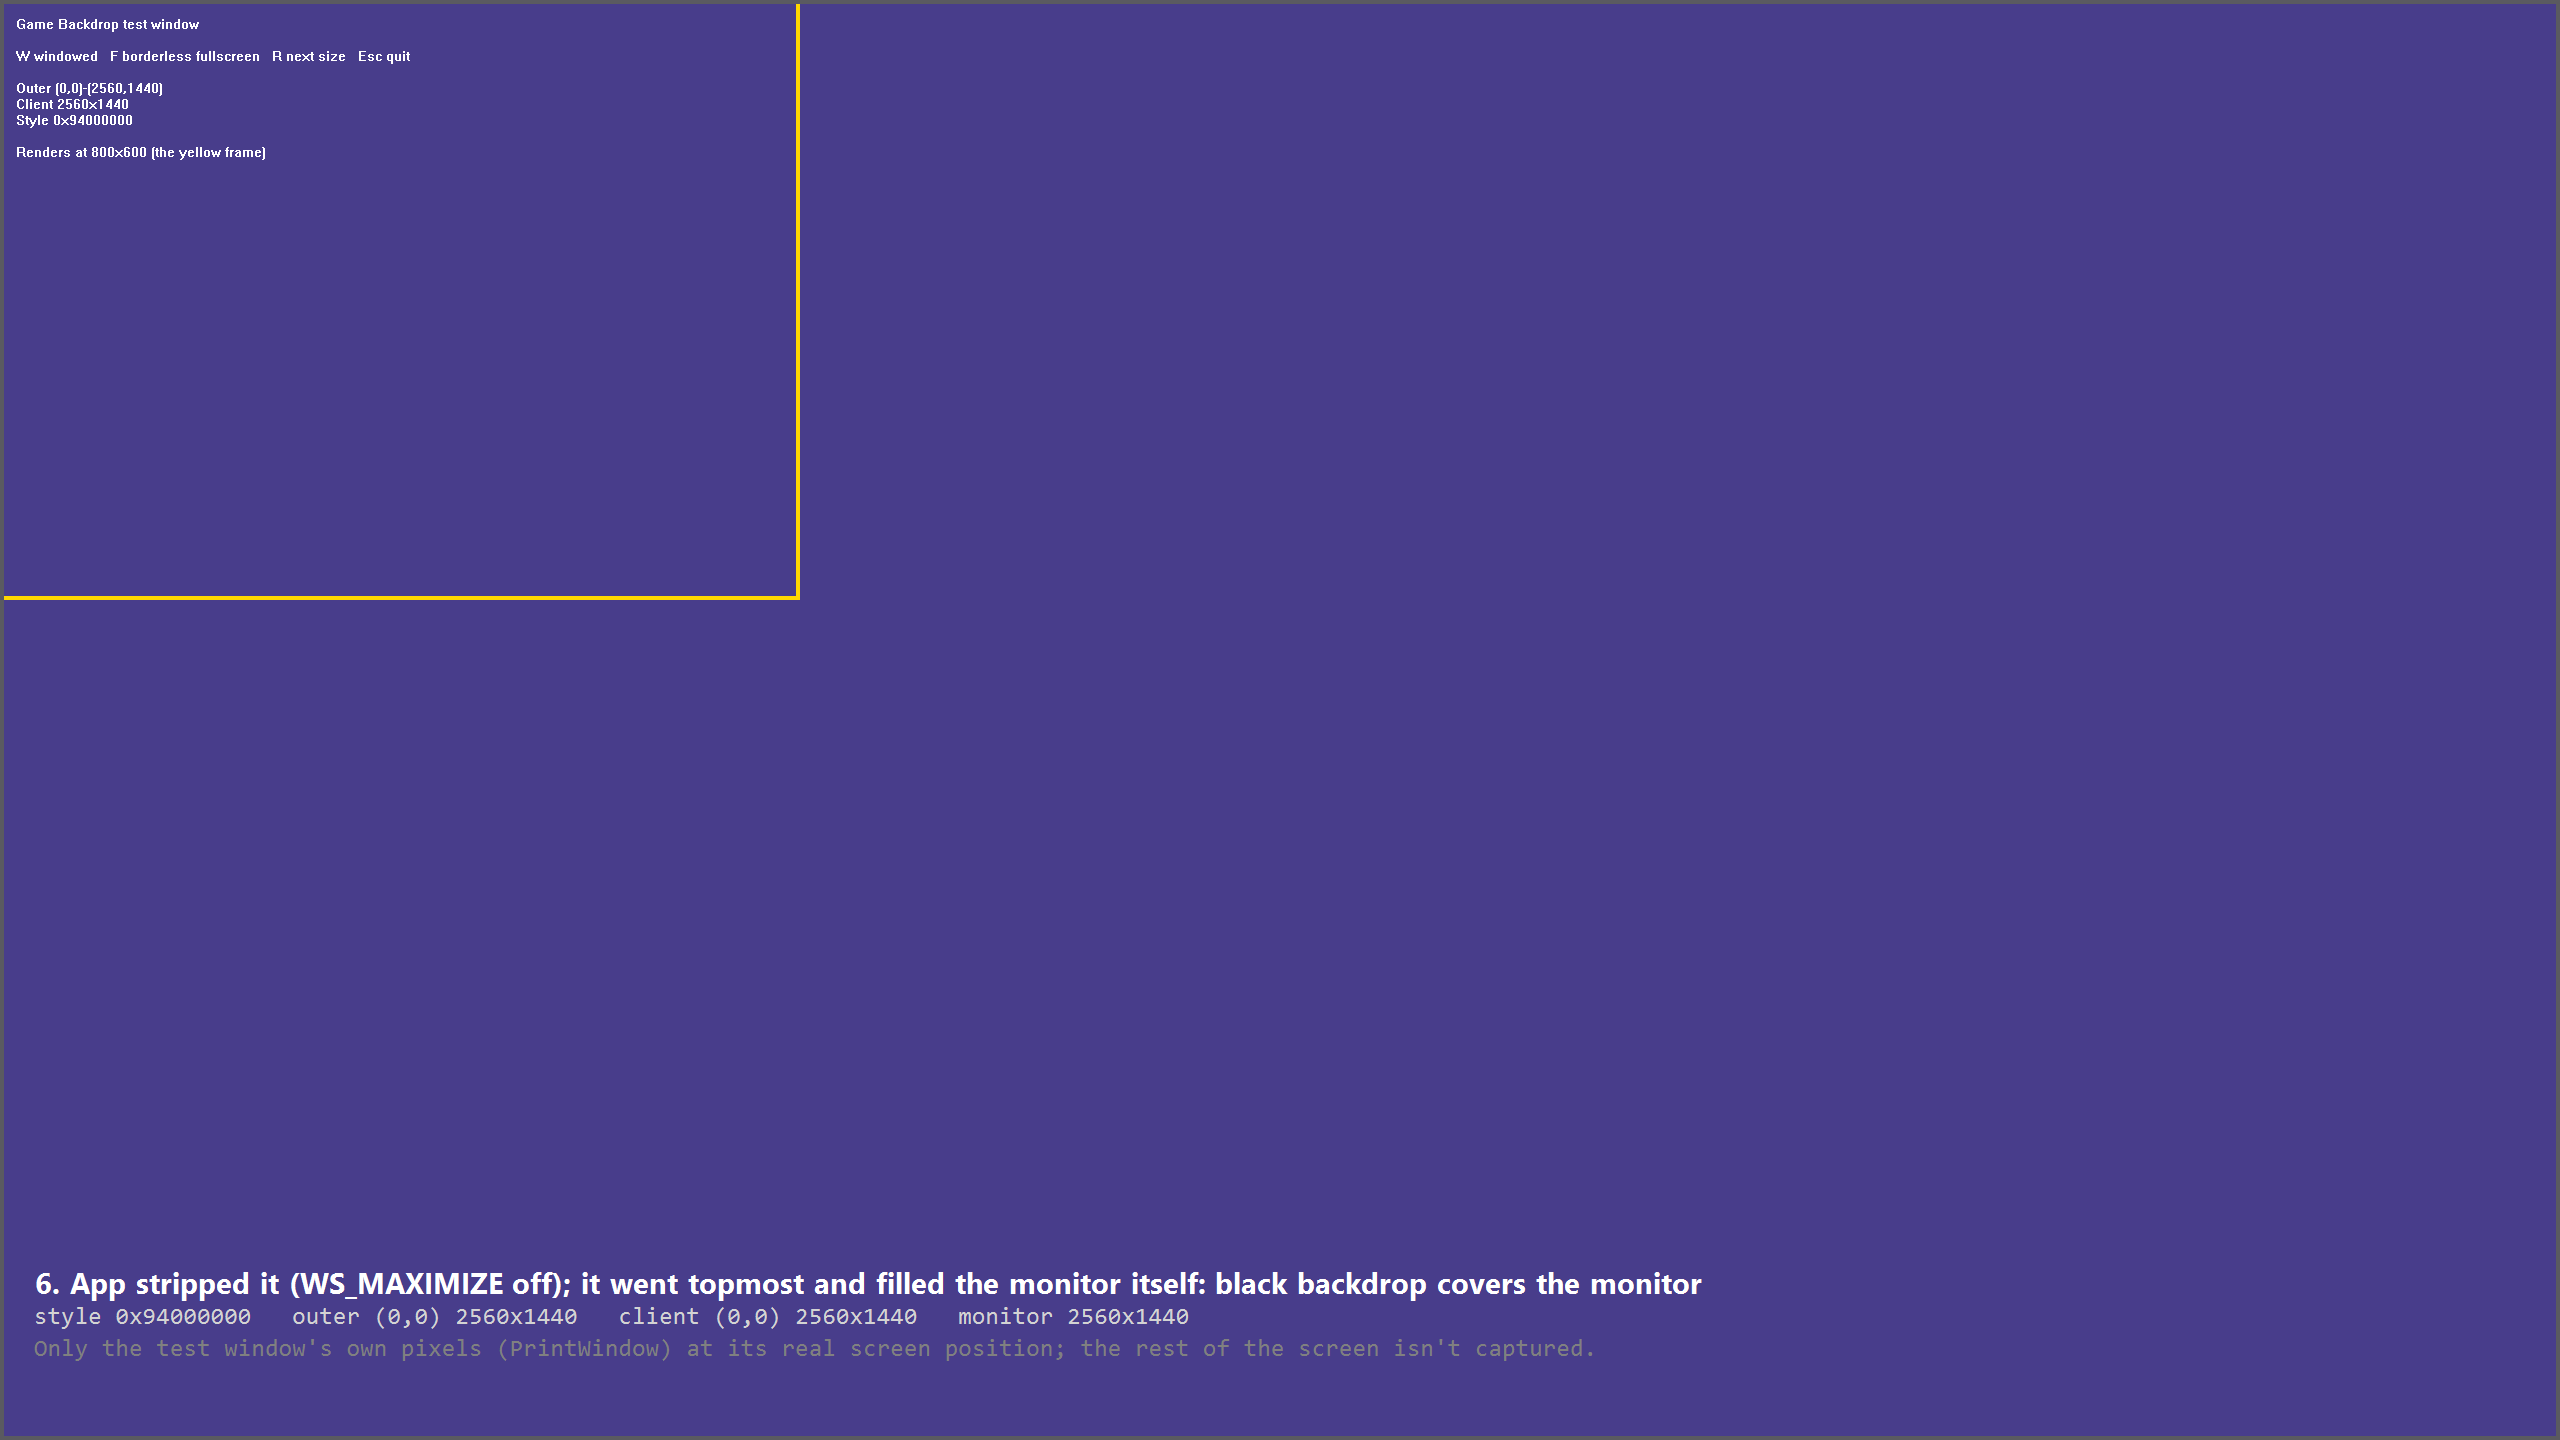 Game Backdrop test window
W windowed   F borderless fullscreen   R next size   Esc quit
Outer (0,0)-(2560,1440)
Client 2560x1440
Style 0x94000000
Renders at 800x600 (the yellow frame)
6. App stripped it (WS_MAXIMIZE off); it went topmost and filled the monitor itself: black backdrop covers the monitor
style 0x94000000   outer (0,0) 2560x1440   client (0,0) 2560x1440   monitor 2560x1440
Only the test window's own pixels (PrintWindow) at its real screen position; the rest of the screen isn't captured.